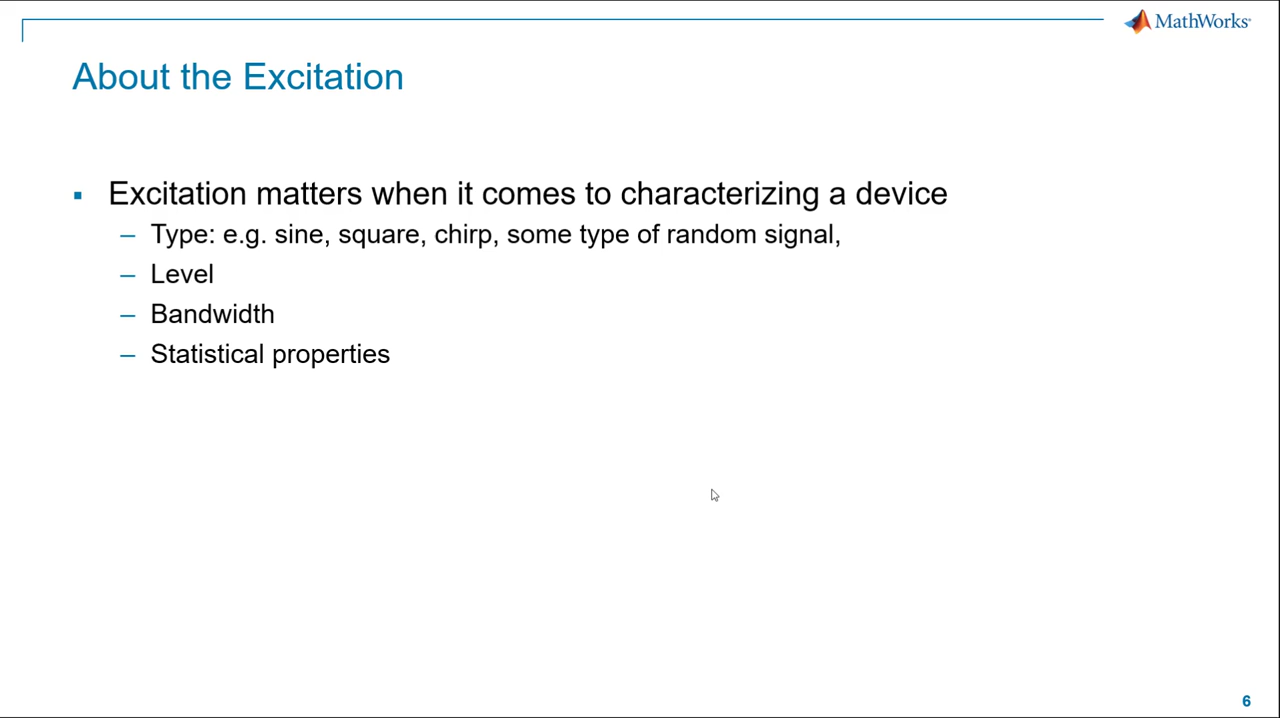 MathWorks
About the Excitation
▪ Excitation matters when it comes to characterizing a device
– Type: e.g. sine, square, chirp, some type of random signal,
– Level
– Bandwidth
– Statistical properties
6